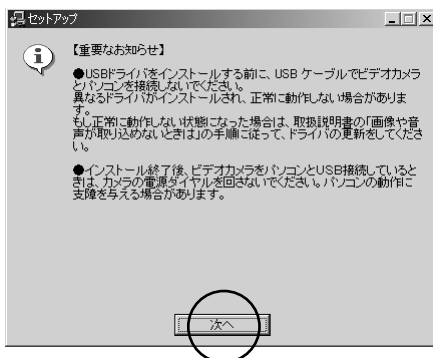 セットアップ
【重要なお知らせ】
●USBドライバをインストールする前に、USB ケーブルでビデオカメラ
とパソコンを接続しないでください。
異なるドライバがインストールされ、正常に動作しない場合がありま
す。
もし正常に動作しない状態になった場合は、取扱説明書の「画像や音
声が取り込めないときは」の手順に従って、ドライバの更新をしてくださ
い。
●インストール終了後、ビデオカメラをパソコンとUSB接続していると
きは、カメラの電源ダイヤルを回さないでください。パソコンの動作に
支障を与える場合があります。
次へ